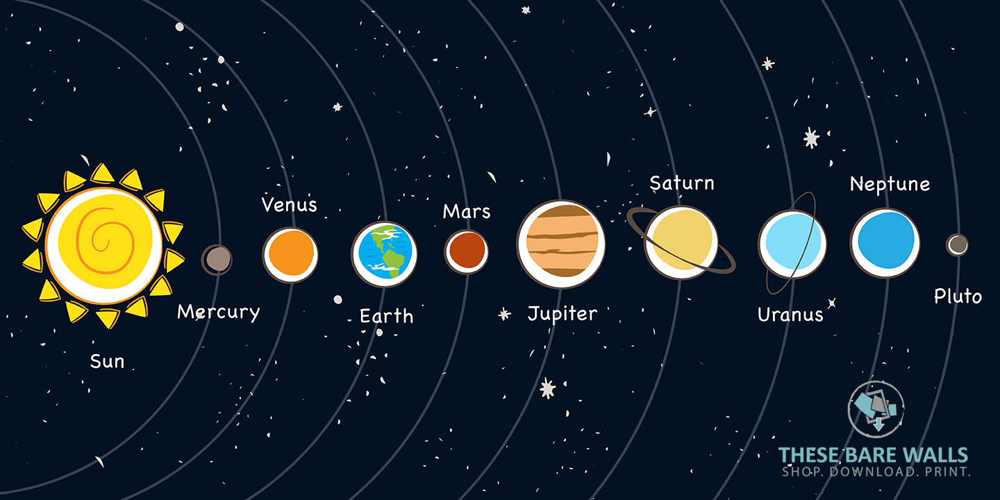 Sun
Mercury
Venus
Earth
Mars
Jupiter
Saturn
Uranus
Neptune
Pluto
THESE BARE WALLS
SHOP. DOWNLOAD. PRINT.